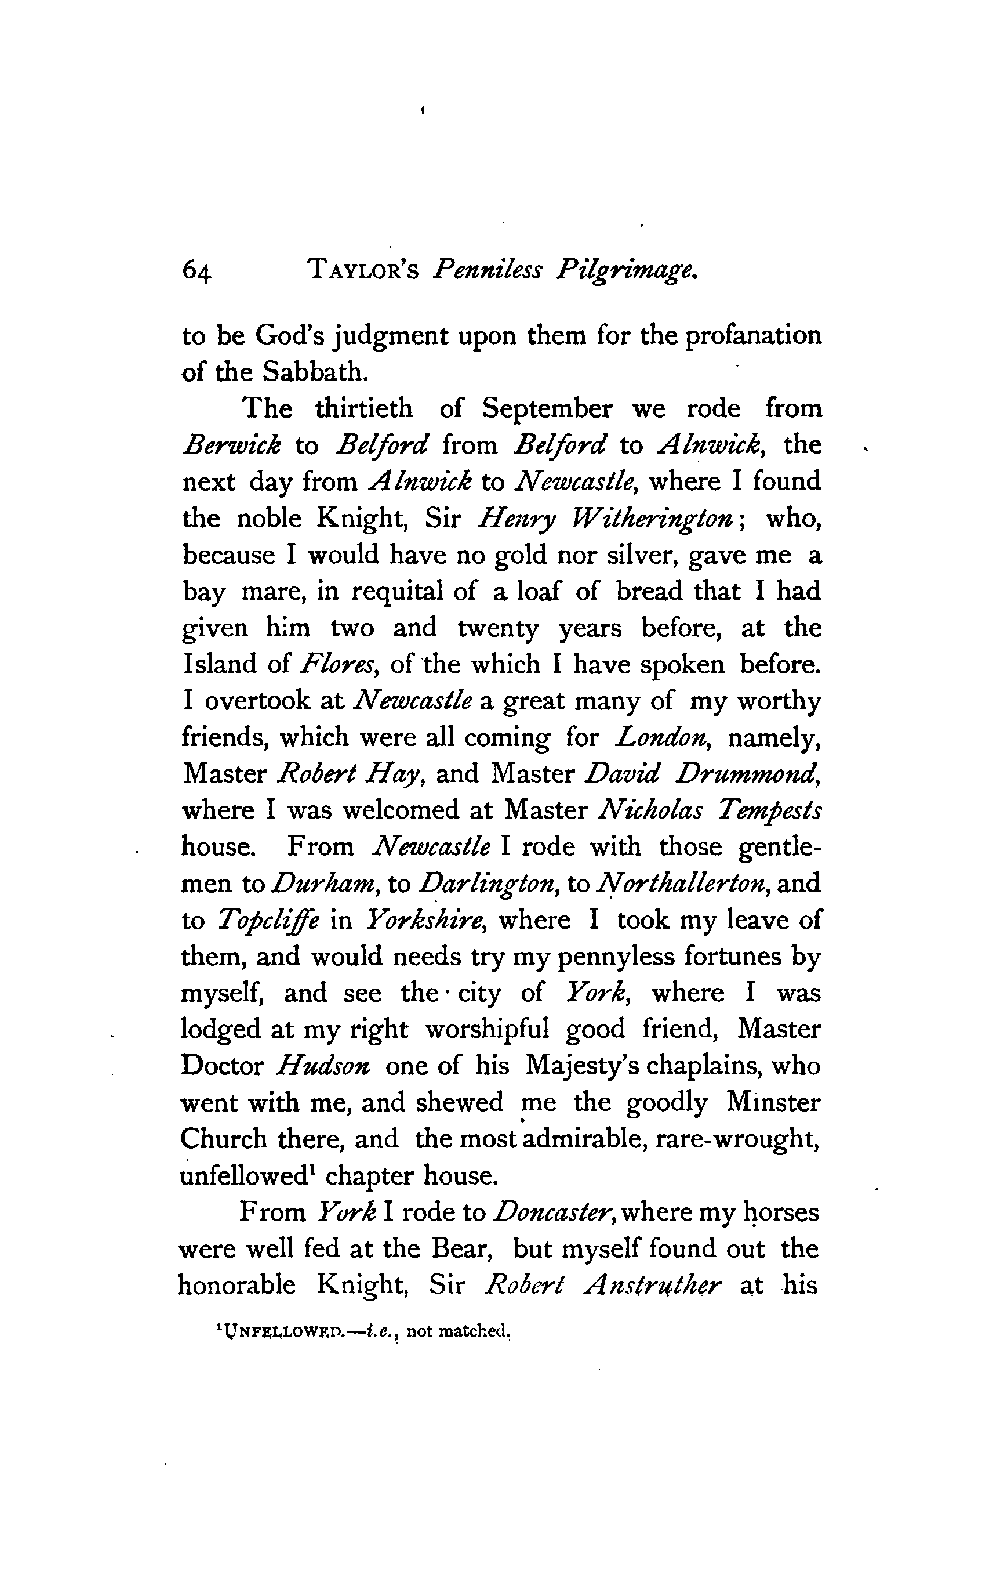 64 TAYLOR'S Penniless Pilgrimage.
to be God's judgment upon them for the profanation
of the Sabbath.
The thirtieth of September we rode from
Berwick to Belford from Belford to Alnwick, the
next day from Alnwick to Newcastle, where I found
the noble Knight, Sir Henry Witherington; who,
because I would have no gold nor silver, gave me a
bay mare, in requital of a loaf of bread that I had
given him two and twenty years before, at the
Island of Flores, of the which I have spoken before.
I overtook at Newcastle a great many of my worthy
friends, which were all coming for London, namely,
Master Robert Hay, and Master David Drummond,
where I was welcomed at Master Nicholas Tempests
house. From Newcastle I rode with those gentle-
men to Durham, to Darlington, to Northallerton, and
to Topcliffe in Yorkshire, where I took my leave of
them, and would needs try my pennyless fortunes by
myself, and see the city of York, where I was
lodged at my right worshipful good friend, Master
Doctor Hudson one of his Majesty's chaplains, who
went with me, and shewed me the goodly Minster
Church there, and the most admirable, rare-wrought,
unfellowed¹ chapter house.
From York I rode to Doncaster, where my horses
were well fed at the Bear, but myself found out the
honorable Knight, Sir Robert Anstruther at his
¹UNFELLOWED.—i.e., not matched.